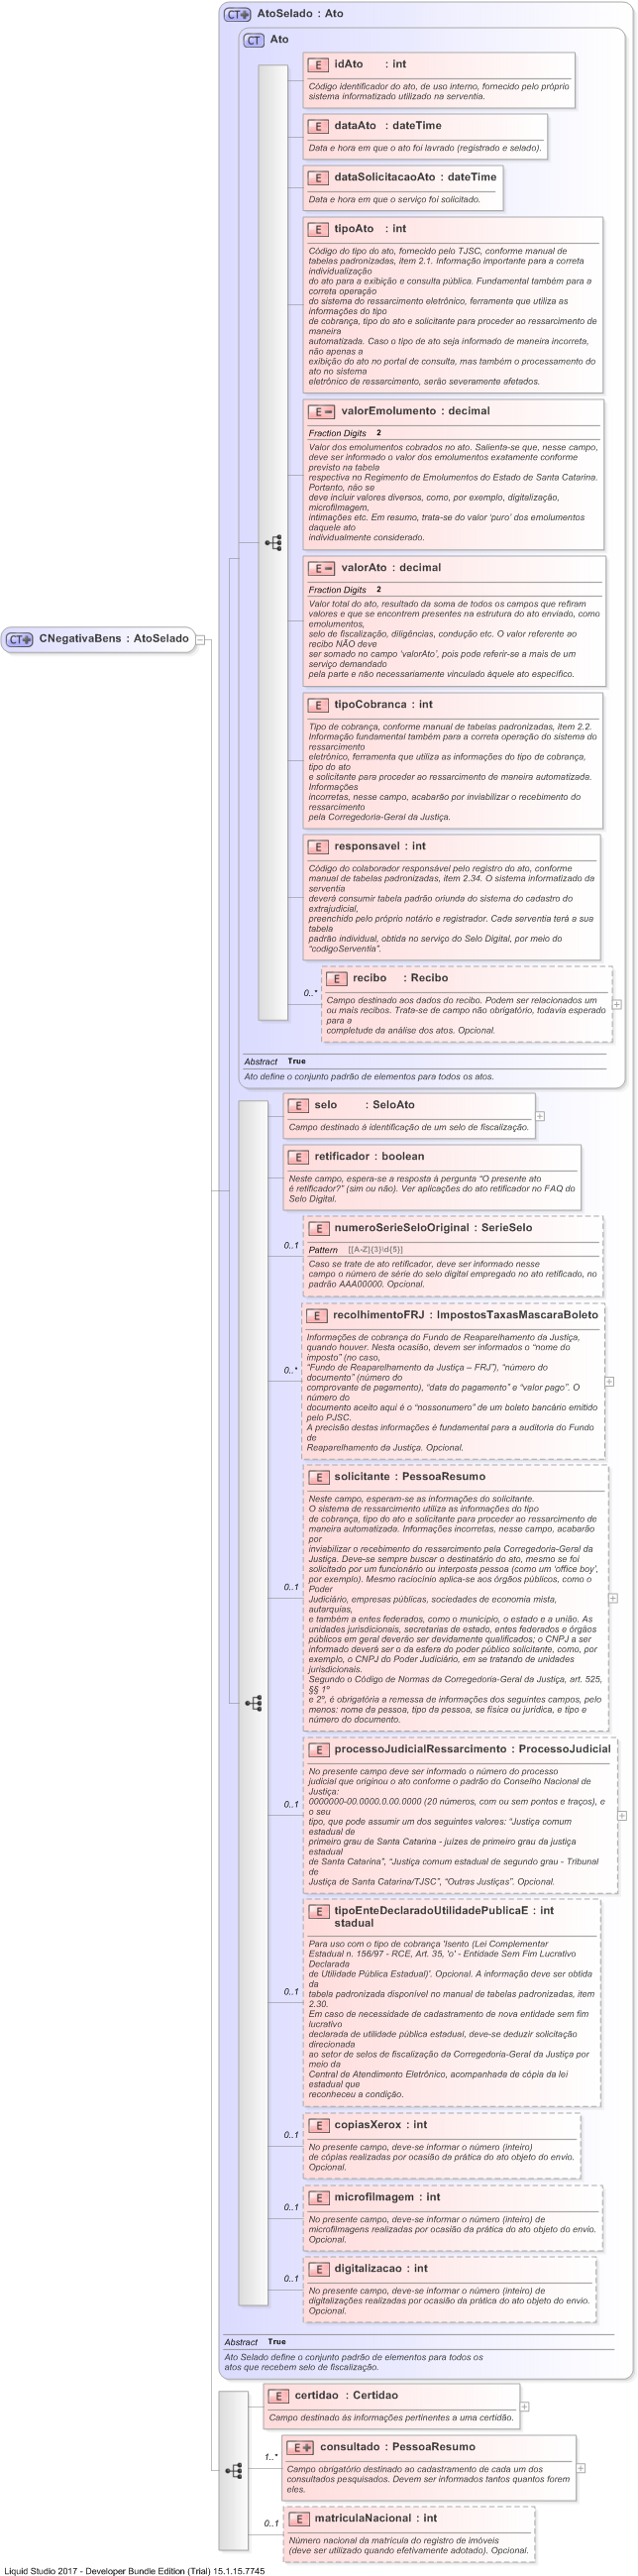 AtoSelado : Ato
Ato
idAto : int
Código identificador do ato, de uso interno, fornecido pelo próprio
sistema informatizado utilizado na serventia.
dataAto : dateTime
Data e hora em que o ato foi lavrado (registrado e selado).
dataSolicitacaoAto : dateTime
Data e hora em que o serviço foi solicitado.
tipoAto : int
Código do tipo do ato, fornecido pelo TJSC, conforme manual de
tabelas padronizadas, item 2.1. Informação importante para a correta
individualização
do ato para a exibição e consulta pública. Fundamental também para a
correta operação
do sistema do ressarcimento eletrônico, ferramenta que utiliza as
informações do tipo
de cobrança, tipo do ato e solicitante para proceder ao ressarcimento de
maneira
automatizada. Caso o tipo de ato seja informado de maneira incorreta,
não apenas a
exibição do ato no portal de consulta, mas também o processamento do
ato no sistema
eletrônico de ressarcimento, serão severamente afetados.
valorEmolumento : decimal
Fraction Digits 2
Valor dos emolumentos cobrados no ato. Salienta-se que, nesse campo,
deve ser informado o valor dos emolumentos exatamente conforme
previsto na tabela
respectiva no Regimento de Emolumentos do Estado de Santa Catarina.
Portanto, não se
deve incluir valores diversos, como, por exemplo, digitalização,
microfilmagem,
intimações etc. Em resumo, trata-se do valor ‘puro’ dos emolumentos
daquele ato
individualmente considerado.
valorAto : decimal
Fraction Digits 2
Valor total do ato, resultado da soma de todos os campos que refiram
valores e que se encontrem presentes na estrutura do ato enviado, como
emolumentos,
selo de fiscalização, diligências, condução etc. O valor referente ao
recibo NÃO deve
ser somado no campo ‘valorAto’, pois pode referir-se a mais de um
serviço demandado
pela parte e não necessariamente vinculado àquele ato específico.
CNegativaBens : AtoSelado
tipoCobranca : int
Tipo de cobrança, conforme manual de tabelas padronizadas, item 2.2.
Informação fundamental também para a correta operação do sistema do
ressarcimento
eletrônico, ferramenta que utiliza as informações do tipo de cobrança,
tipo do ato
e solicitante para proceder ao ressarcimento de maneira automatizada.
Informações
incorretas, nesse campo, acabarão por inviabilizar o recebimento do
ressarcimento
pela Corregedoria-Geral da Justiça.
responsavel : int
Código do colaborador responsável pelo registro do ato, conforme
manual de tabelas padronizadas, item 2.34. O sistema informatizado da
serventia
deverá consumir tabela padrão oriunda do sistema do cadastro do
extrajudicial,
preenchido pelo próprio notário e registrador. Cada serventia terá a sua
tabela
padrão individual, obtida no serviço do Selo Digital, por meio do
“codigoServentia”.
recibo : Recibo
0..*
Campo destinado aos dados do recibo. Podem ser relacionados um
ou mais recibos. Trata-se de campo não obrigatório, todavia esperado
para a
completude da análise dos atos. Opcional.
Abstract True
Ato define o conjunto padrão de elementos para todos os atos.
selo : SeloAto
Campo destinado à identificação de um selo de fiscalização.
retificador : boolean
Neste campo, espera-se a resposta à pergunta “O presente ato
é retificador?” (sim ou não). Ver aplicações do ato retificador no FAQ do
Selo Digital.
numeroSerieSeloOriginal : SerieSelo
0..1
Pattern [[A-Z]{3}\d{5}]
Caso se trate de ato retificador, deve ser informado nesse
campo o número de série do selo digital empregado no ato retificado, no
padrão AAA00000. Opcional.
recolhimentoFRJ : ImpostosTaxasMascaraBoleto
0..*
Informações de cobrança do Fundo de Reaparelhamento da Justiça,
quando houver. Nesta ocasião, devem ser informados o “nome do
imposto” (no caso,
“Fundo de Reaparelhamento da Justiça – FRJ”), “número do
documento” (número do
comprovante de pagamento), “data do pagamento” e “valor pago”. O
número do
documento aceito aqui é o “nossonumero” de um boleto bancário emitido
pelo PJSC.
A precisão destas informações é fundamental para a auditoria do Fundo
de
Reaparelhamento da Justiça. Opcional.
solicitante : PessoaResumo
0..1
Neste campo, esperam-se as informações do solicitante.
O sistema de ressarcimento utiliza as informações do tipo
de cobrança, tipo do ato e solicitante para proceder ao ressarcimento de
maneira automatizada. Informações incorretas, nesse campo, acabarão
por
inviabilizar o recebimento do ressarcimento pela Corregedoria-Geral da
Justiça. Deve-se sempre buscar o destinatário do ato, mesmo se foi
solicitado por um funcionário ou interposta pessoa (como um ‘office boy’,
por exemplo). Mesmo raciocínio aplica-se aos órgãos públicos, como o
Poder
Judiciário, empresas públicas, sociedades de economia mista,
autarquias,
e também a entes federados, como o município, o estado e a união. As
unidades jurisdicionais, secretarias de estado, entes federados e órgãos
públicos em geral deverão ser devidamente qualificados; o CNPJ a ser
informado deverá ser o da esfera do poder público solicitante, como, por
exemplo, o CNPJ do Poder Judiciário, em se tratando de unidades
jurisdicionais.
Segundo o Código de Normas da Corregedoria-Geral da Justiça, art. 525,
§§ 1º
e 2º, é obrigatória a remessa de informações dos seguintes campos, pelo
menos: nome da pessoa, tipo da pessoa, se física ou jurídica, e tipo e
número do documento.
processoJudicialRessarcimento : ProcessoJudicial
0..1
No presente campo deve ser informado o número do processo
judicial que originou o ato conforme o padrão do Conselho Nacional de
Justiça:
0000000-00.0000.0.00.0000 (20 números, com ou sem pontos e traços), e
o seu
tipo, que pode assumir um dos seguintes valores: “Justiça comum
estadual de
primeiro grau de Santa Catarina - juízes de primeiro grau da justiça
estadual
de Santa Catarina”, “Justiça comum estadual de segundo grau - Tribunal
de
Justiça de Santa Catarina/TJSC”, “Outras Justiças”. Opcional.
tipoEnteDeclaradoUtilidadePublicaE : int
stadual
0..1
Para uso com o tipo de cobrança 'Isento (Lei Complementar
Estadual n. 156/97 - RCE, Art. 35, 'o' - Entidade Sem Fim Lucrativo
Declarada
de Utilidade Pública Estadual)'. Opcional. A informação deve ser obtida
da
tabela padronizada disponível no manual de tabelas padronizadas, item
2.30.
Em caso de necessidade de cadastramento de nova entidade sem fim
lucrativo
declarada de utilidade pública estadual, deve-se deduzir solicitação
direcionada
ao setor de selos de fiscalização da Corregedoria-Geral da Justiça por
meio da
Central de Atendimento Eletrônico, acompanhada de cópia da lei
estadual que
reconheceu a condição.
copiasXerox : int
0..1
No presente campo, deve-se informar o número (inteiro)
de cópias realizadas por ocasião da prática do ato objeto do envio.
Opcional.
microfilmagem : int
0..1
No presente campo, deve-se informar o número (inteiro) de
microfilmagens realizadas por ocasião da prática do ato objeto do envio.
Opcional.
digitalizacao : int
0..1
No presente campo, deve-se informar o número (inteiro) de
digitalizações realizadas por ocasião da prática do ato objeto do envio.
Opcional.
Abstract True
Ato Selado define o conjunto padrão de elementos para todos os
atos que recebem selo de fiscalização.
certidao : Certidao
Campo destinado às informações pertinentes a uma certidão.
consultado : PessoaResumo
1..*
Campo obrigatório destinado ao cadastramento de cada um dos
consultados pesquisados. Devem ser informados tantos quantos forem
eles.
matriculaNacional : int
0..1
Número nacional da matrícula do registro de imóveis
(deve ser utilizado quando efetivamente adotado). Opcional.
Liquid Studio 2017 - Developer Bundle Edition (Trial) 15.1.15.7745